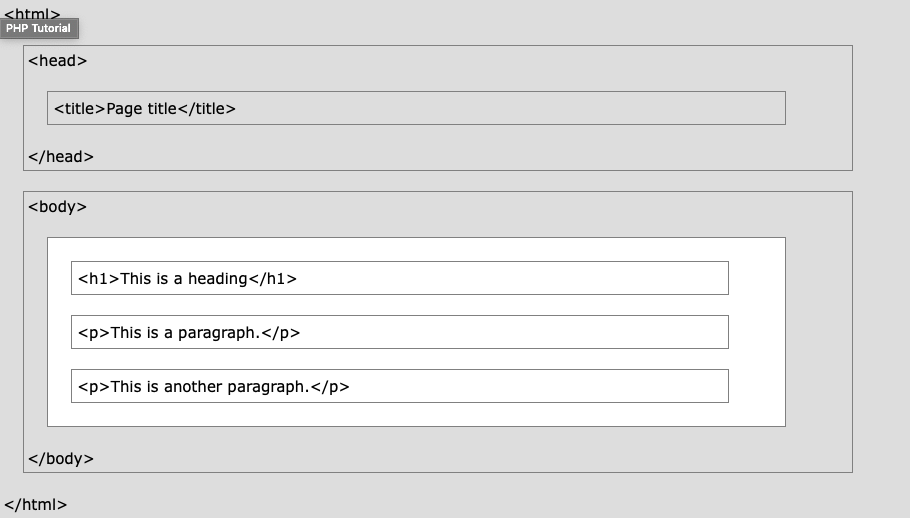 <html>
PHP Tutorial
<head>
<title>Page title</title>
</head>
<body>
<h1>This is a heading</h1>
<p>This is a paragraph.</p>
<p>This is another paragraph.</p>
</body>
</html>